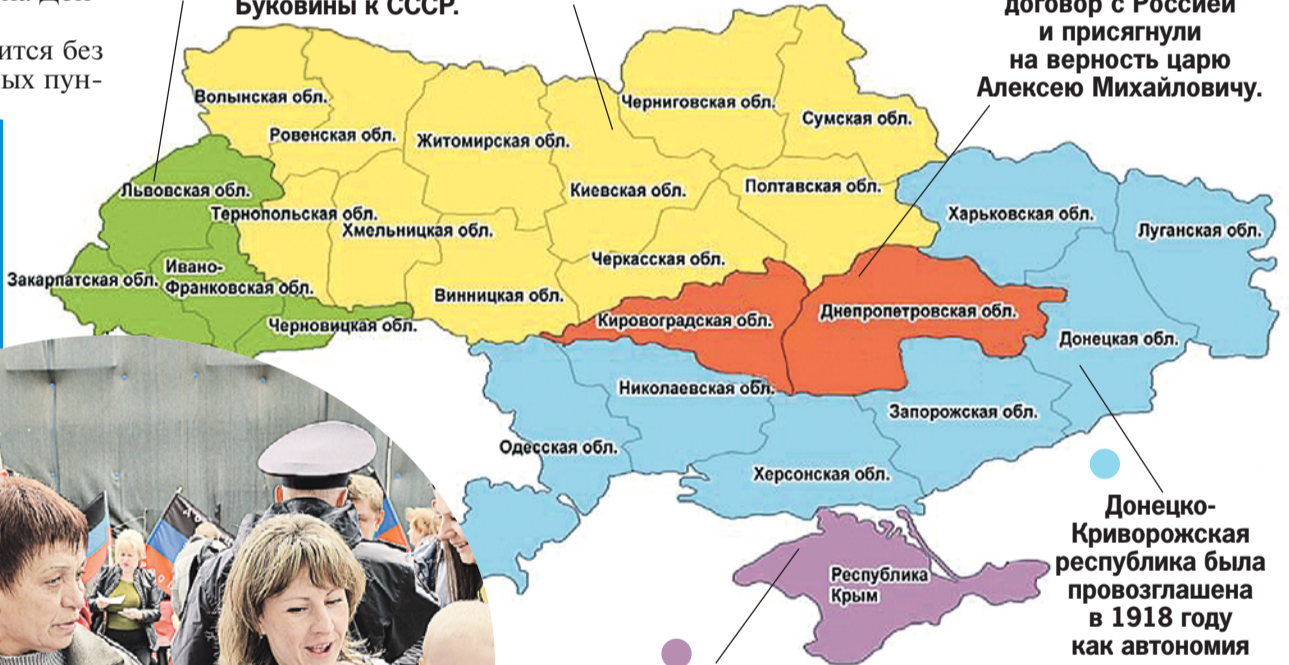 ится без
ых пун-
Буковины к СССР.
договор с Россией
и присягнули
на верность царю
Алексею Михайловичу.
Волынская обл.
Ровенская обл.
Житомирская обл.
Черниговская обл.
Сумская обл.
Львовская обл.
Тернопольская обл.
Хмельницкая обл.
Киевская обл.
Полтавская обл.
Харьковская обл.
Луганская обл.
Закарпатская обл.
Ивано-
Франковская обл.
Черновицкая обл.
Винницкая обл.
Черкасская обл.
Кировоградская обл.
Днепропетровская обл.
Донецкая обл.
Николаевская обл.
Запорожская обл.
Одесская обл.
Херсонская обл.
Республика
Крым
Донецко-
Криворожская
республика была
провозглашена
в 1918 году
как автономия